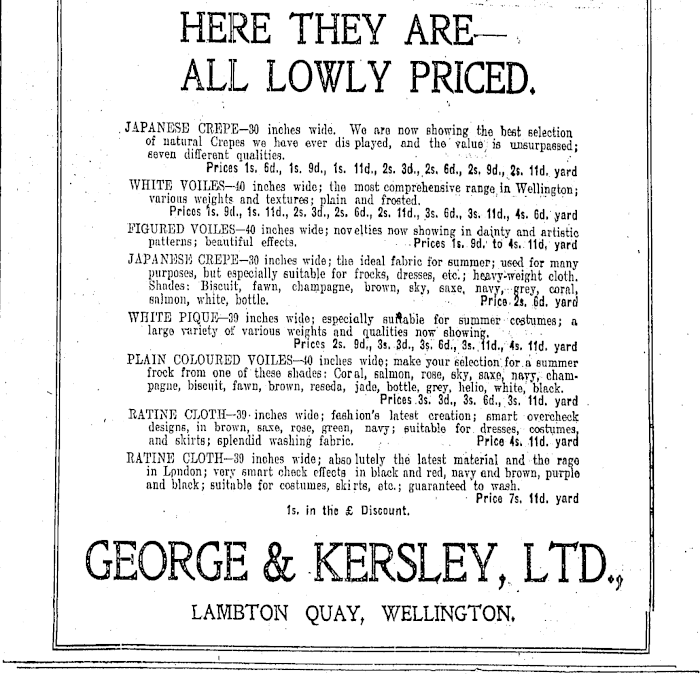 HERE THEY ARE—
ALL LOWLY PRICED.
JAPANESE CREPE—30 inches wide. We are now showing the best selection
of natural Crepes we have ever displayed, and the value is unsurpassed;
seven different qualities.
Prices 1s. 6d., 1s. 9d., 1s. 11d., 2s. 3d., 2s. 6d., 2s. 9d., 2s. 11d. yard
WHITE VOILES—40 inches wide; the most comprehensive range in Wellington;
various weights and textures; plain and frosted.
Prices 1s. 9d., 1s. 11d., 2s. 3d., 2s. 6d., 2s. 11d., 3s. 6d., 3s. 11d., 4s. 6d. yard
FIGURED VOILES—40 inches wide; novelties now showing in dainty and artistic
patterns; beautiful effects. Prices 1s. 9d. to 4s. 11d. yard
JAPANESE CREPE—30 inches wide; the ideal fabric for summer; used for many
purposes, but especially suitable for frocks, dresses, etc.; heavy-weight cloth.
Shades: Biscuit, fawn, champagne, brown, sky, saxe, navy, grey, coral,
salmon, white, bottle. Price 2s. 6d. yard
WHITE PIQUE—39 inches wide; especially suitable for summer costumes; a
large variety of various weights and qualities now showing.
Prices 2s. 9d., 3s. 3d., 3s. 6d., 3s. 11d., 4s. 11d. yard
PLAIN COLOURED VOILES—40 inches wide; make your selection for a summer
frock from one of these shades: Coral, salmon, rose, sky, saxe, navy, cham-
pagne, biscuit, fawn, brown, reseda, jade, bottle, grey, helio, white, black.
Prices 3s. 3d., 3s. 6d., 3s. 11d. yard
RATINE CLOTH—39 inches wide; fashion's latest creation; smart overcheck
designs, in brown, saxe, rose, green, navy; suitable for dresses, costumes,
and skirts; splendid washing fabric. Price 4s. 11d. yard
RATINE CLOTH—39 inches wide; absolutely the latest material and the rage
in London; very smart check effects in black and red, navy and brown, purple
and black; suitable for costumes, skirts, etc.; guaranteed to wash.
Price 7s. 11d. yard
1s. in the £ Discount.
GEORGE & KERSLEY, LTD.,
LAMBTON QUAY, WELLINGTON.